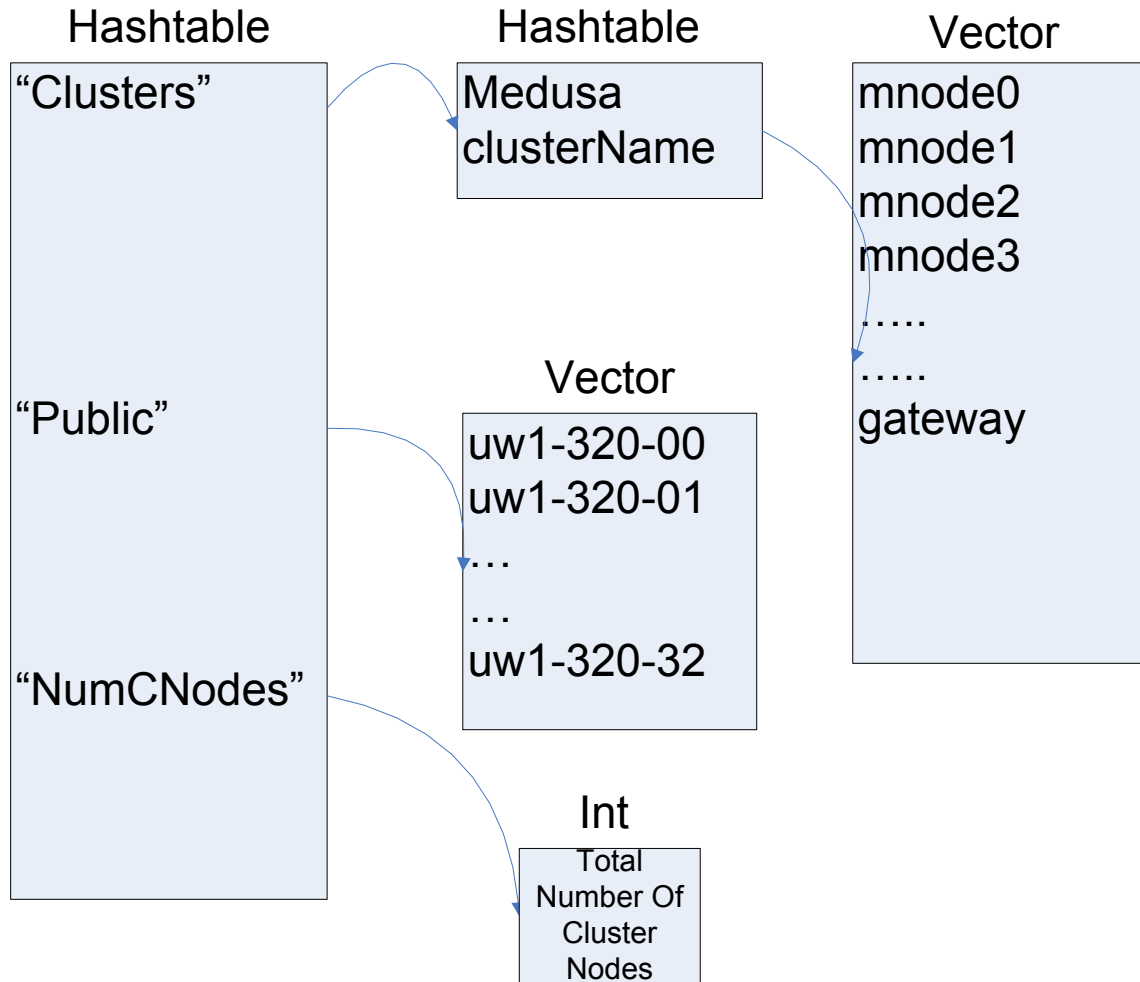 Hashtable
“Clusters”
“Public”
“NumCNodes”
Hashtable
Medusa
clusterName
Vector
mnode0
mnode1
mnode2
mnode3
…..
…..
gateway
Vector
uw1-320-00
uw1-320-01
…
…
uw1-320-32
Int
Total
Number Of
Cluster
Nodes